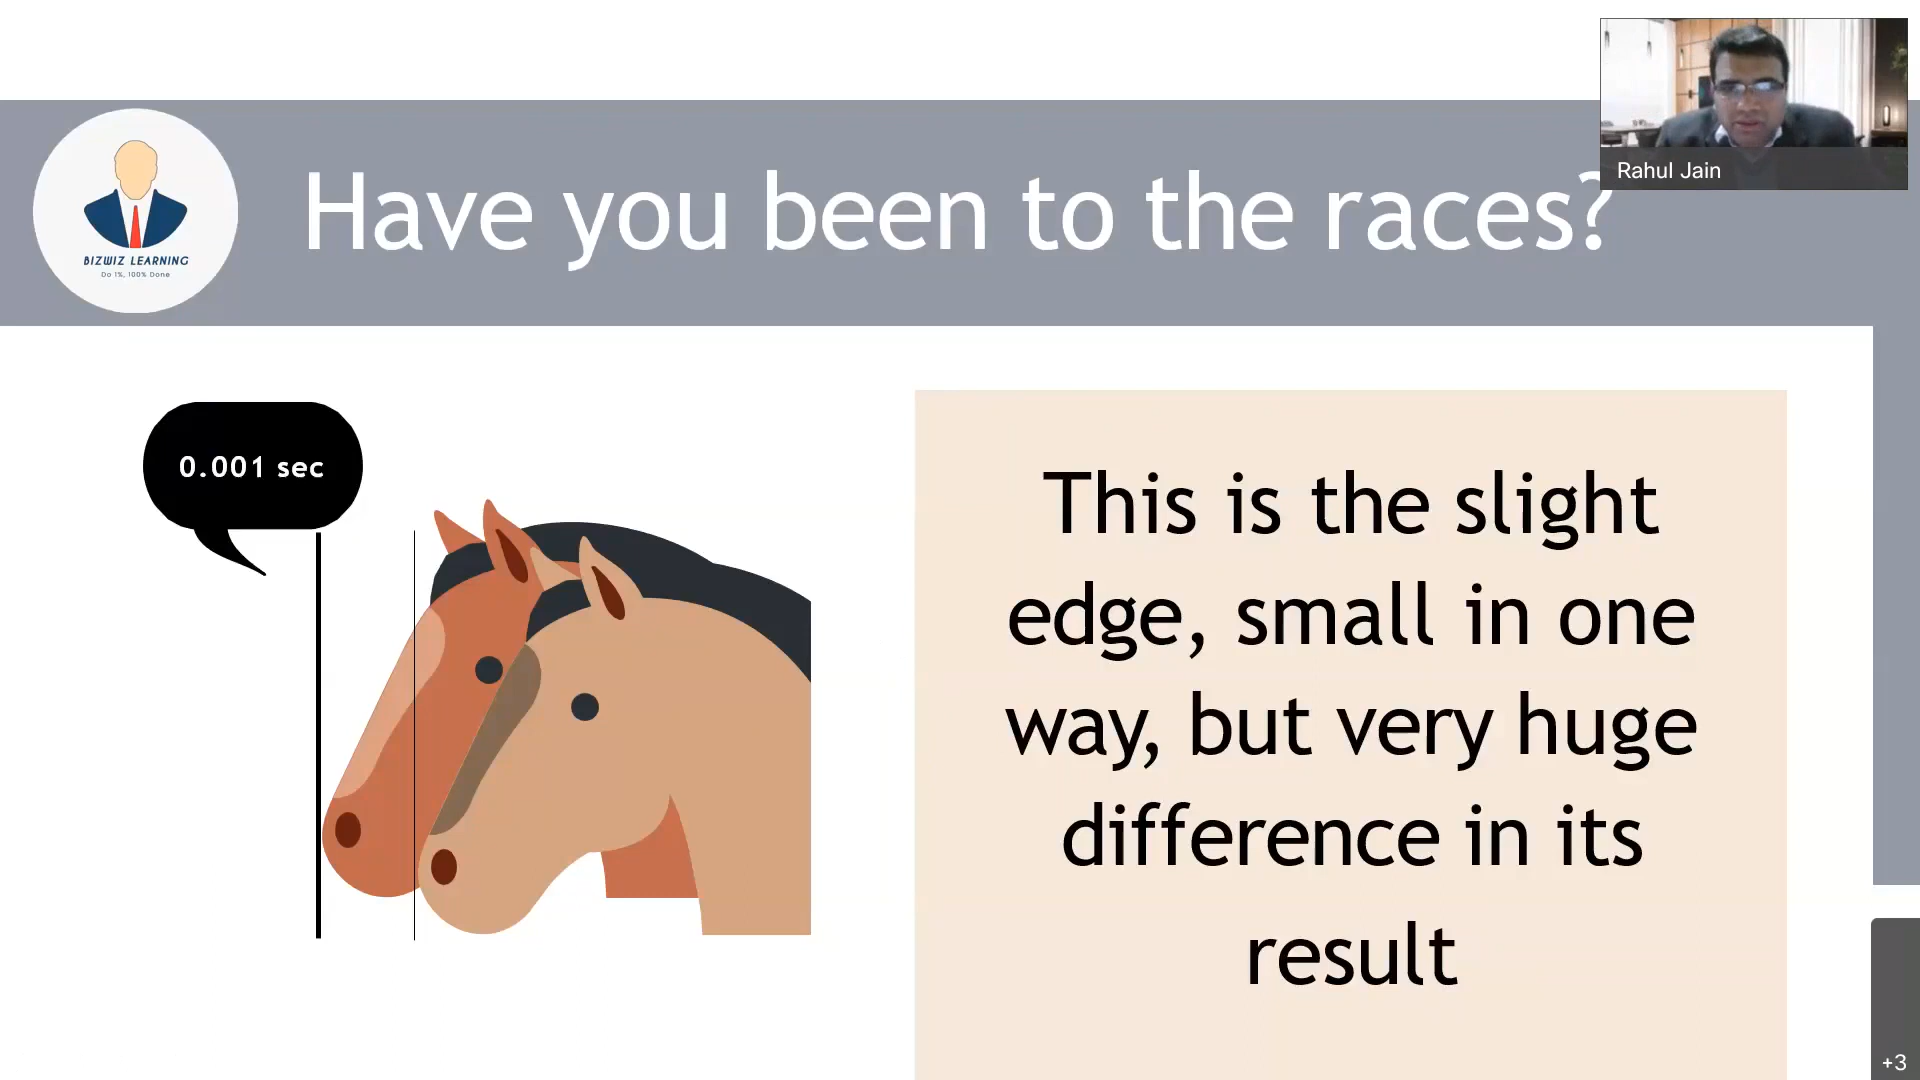 Rahul Jain
Have you been to the races?
BIZWIZ LEARNING
Do 1%, 100% Done
0.001 sec
This is the slight
edge, small in one
way, but very huge
difference in its
result
+3